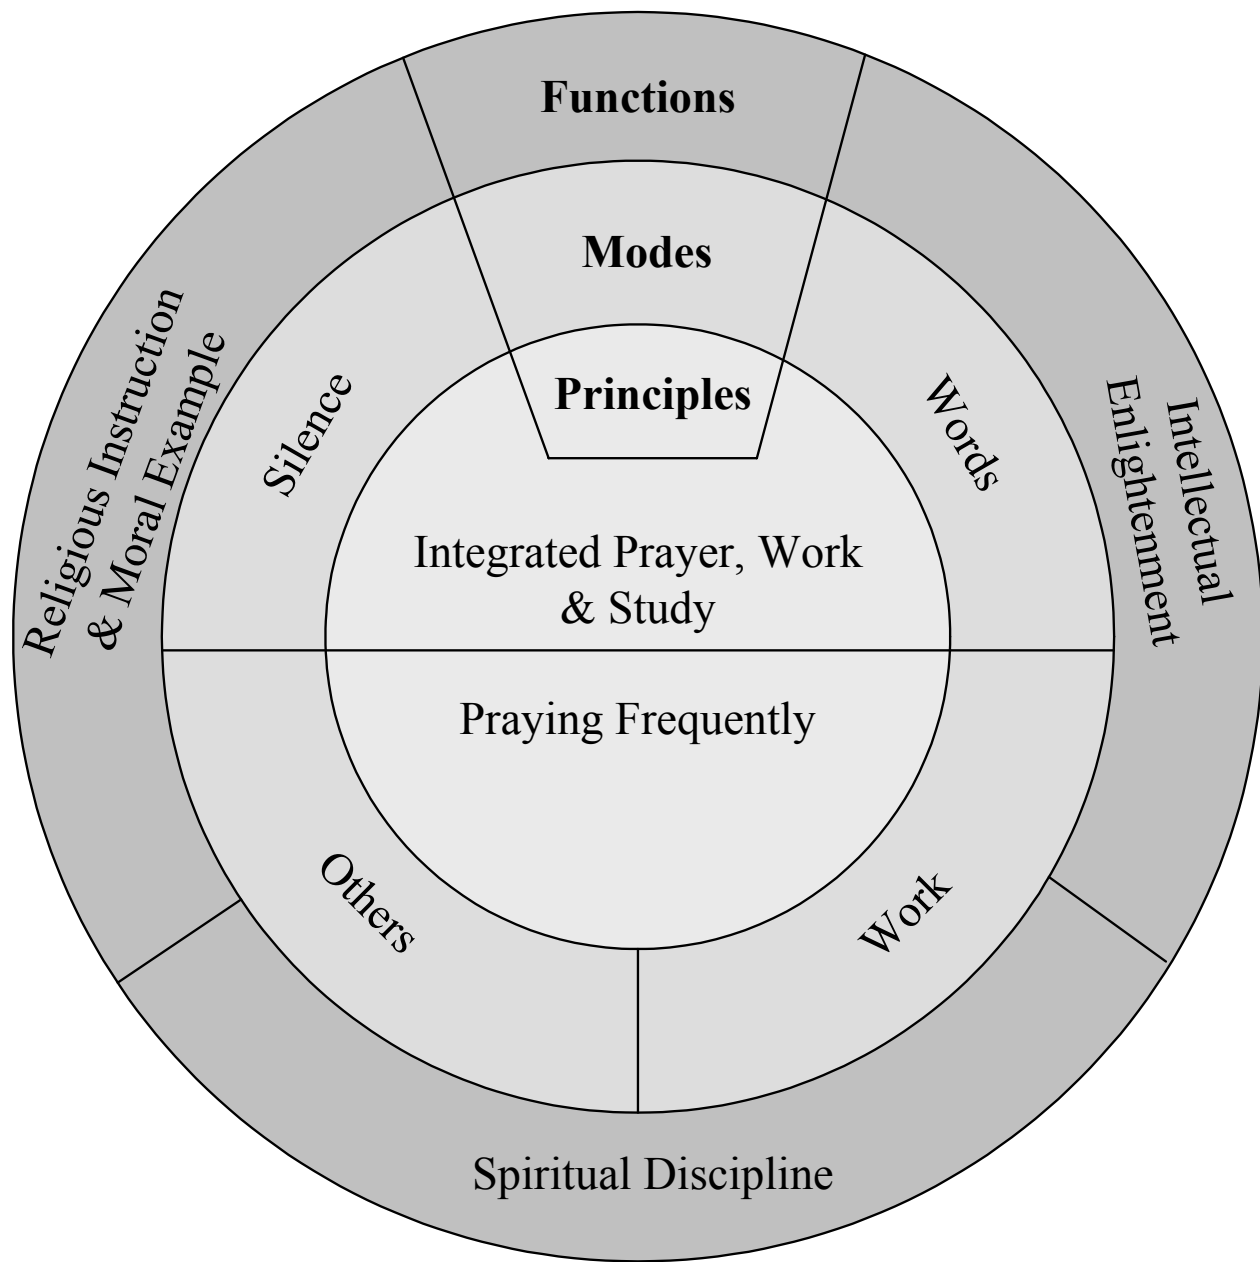 Functions
Modes
Principles
Religious Instruction
& Moral Example
Silence
Words
Intellectual
Enlightenment
Integrated Prayer, Work
& Study
Praying Frequently
Others
Work
Spiritual Discipline